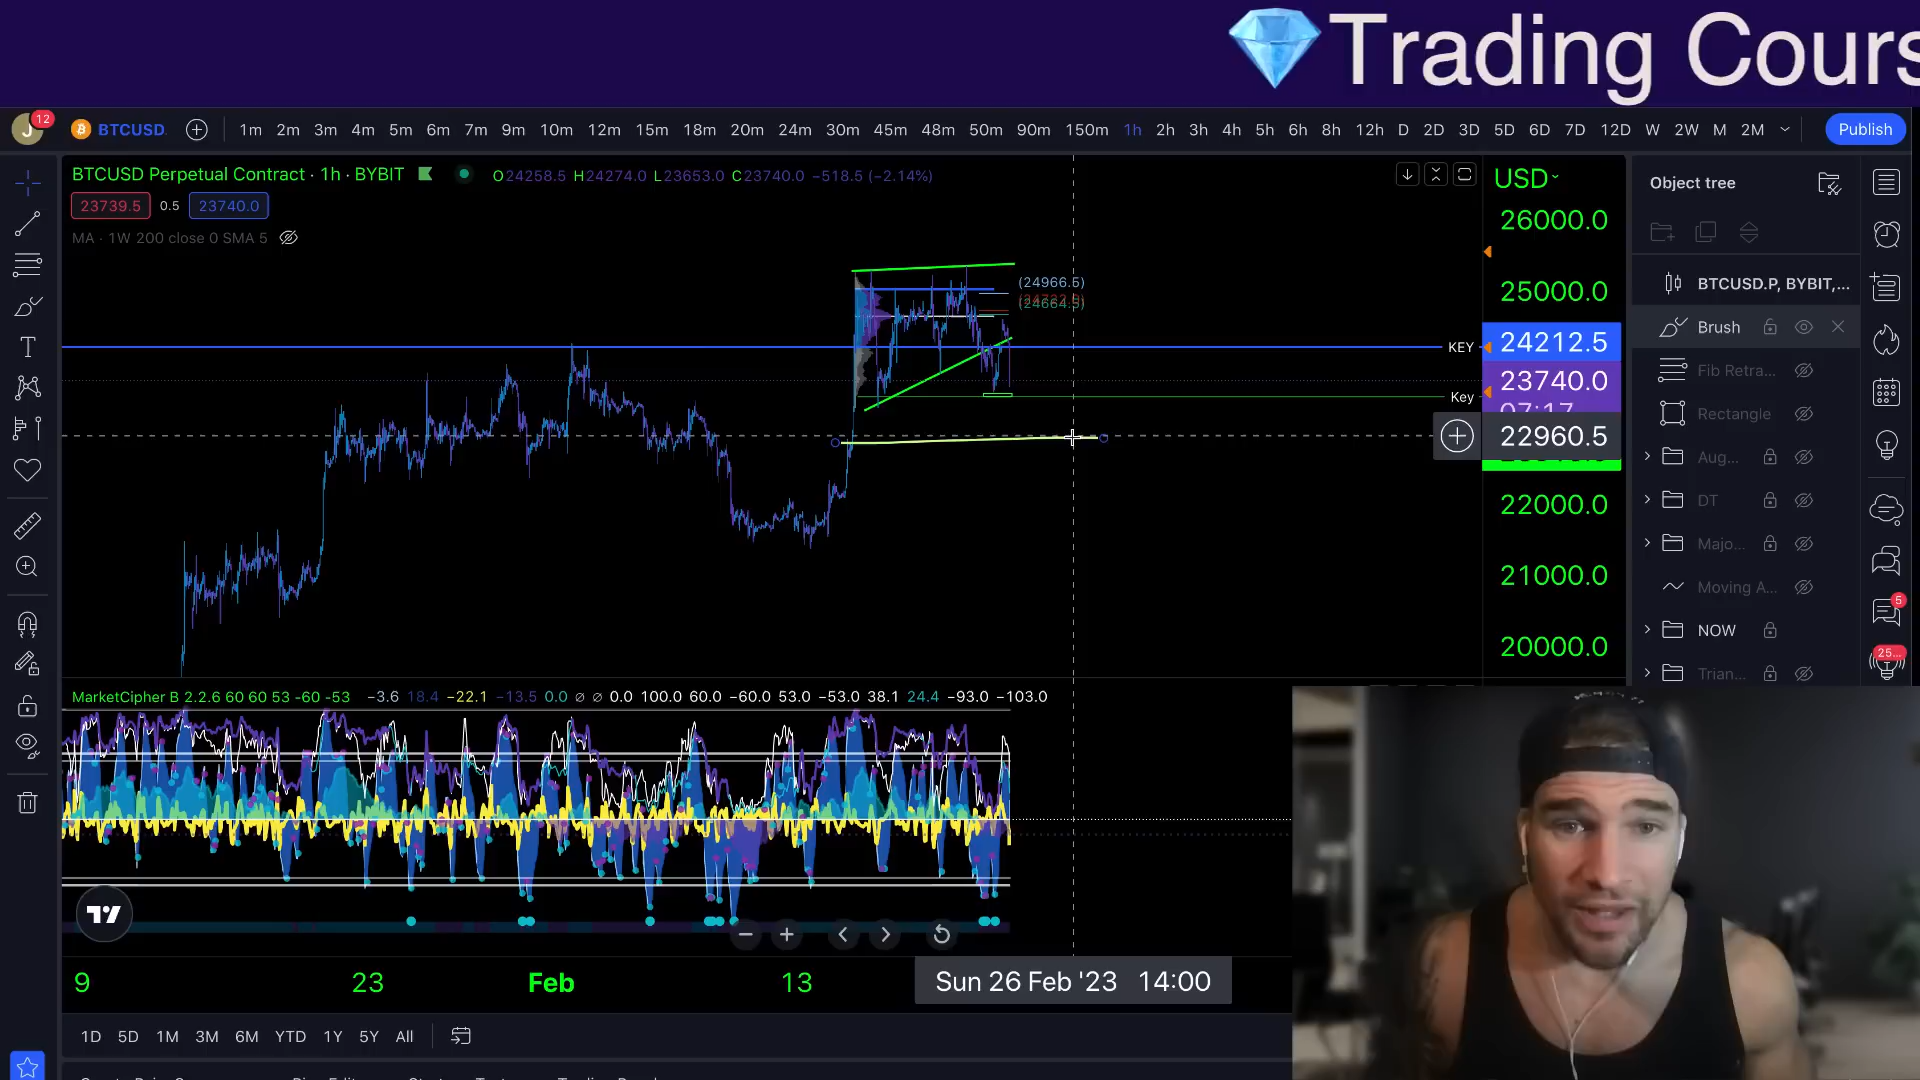 💎Trading Cours
J 12 BTCUSD. 1m 2m 3m 4m 5m 6m 7m 9m 10m 12m 15m 18m 20m 24m 30m 45m 48m 50m 90m 150m 1h 2h 3h 4h 5h 6h 8h 12h D 2D 3D 5D 6D 7D 12D W 2W M 2M Publish
BTCUSD Perpetual Contract · 1h · BYBIT O24258.5 H24274.0 L23653.0 C23740.0 −518.5 (−2.14%)
23739.5 0.5 23740.0
MA · 1W 200 close 0 SMA 5
USD
26000.0
(24966.5)
25000.0
(24664.5)
KEY 24212.5
23740.0
Key 07:17
22960.5
22000.0
21000.0
20000.0
Object tree
BTCUSD.P, BYBIT,...
Brush
Fib Retra...
Rectangle
Aug...
DT
Majo...
Moving A...
NOW
Trian...
5
25...
MarketCipher B 2.2.6 60 60 53 -60 -53 −3.6 18.4 −22.1 −13.5 0.0 ∅ ∅ 0.0 100.0 60.0 −60.0 53.0 −53.0 38.1 24.4 −93.0 −103.0
9 23 Feb 13 Sun 26 Feb '23 14:00
1D 5D 1M 3M 6M YTD 1Y 5Y All